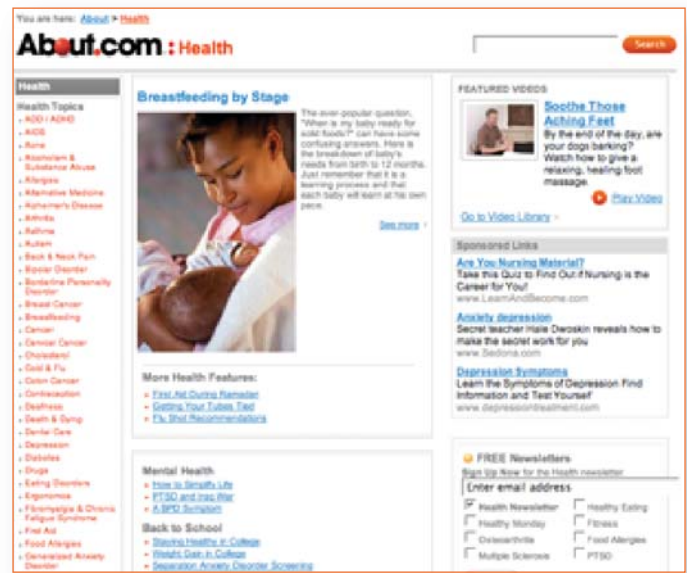 You are here: About > Health
About.com : Health
Search
Health
Health Topics
ADD / ADHD
AIDS
Acne
Alcoholism &
Substance Abuse
Allergies
Alternative Medicine
Alzheimer's Disease
Arthritis
Asthma
Autism
Back & Neck Pain
Bipolar Disorder
Borderline Personality
Disorder
Breast Cancer
Breastfeeding
Cancer
Cervical Cancer
Cholesterol
Cold & Flu
Colon Cancer
Contraception
Deafness
Death & Dying
Dental Care
Depression
Diabetes
Drugs
Eating Disorders
Ergonomics
Fibromyalgia & Chronic
Fatigue Syndrome
First Aid
Food Allergies
Generalized Anxiety
Disorder
Breastfeeding by Stage
The ever-popular question,
"When is my baby ready for
solid foods?" can have some
confusing answers. Here is
the breakdown of baby's
needs from birth to 12 months.
Just remember that it is a
learning process and that
each baby will learn at his own
pace.
See more
More Health Features:
First Aid During Ramadan
Getting Your Tubes Tied
Flu Shot Recommendations
Mental Health
How to Simplify Life
PTSD and Iraq War
A BPD Symptom
Back to School
Staying Healthy in College
Weight Gain in College
Separation Anxiety Disorder Screening
FEATURED VIDEOS
Soothe Those
Aching Feet
By the end of the day, are
your dogs barking?
Watch how to give a
relaxing, healing foot
massage.
Play Video
Go to Video Library
Sponsored Links
Are You Nursing Material?
Take this Quiz to Find Out if Nursing is the
Career for You!
www.LearnAndBecome.com
Anxiety depression
Secret teacher Hale Dwoskin reveals how to
make the secret work for you
www.Sedona.com
Depression Symptoms
Learn the Symptoms of Depression Find
Information and Test Yourself
www.depressiontreatment.com
FREE Newsletters
Sign Up Now for the Health newsletter
Enter email address
Health Newsletter
Healthy Eating
Healthy Monday
Fitness
Osteoarthritis
Food Allergies
Multiple Sclerosis
PTSD